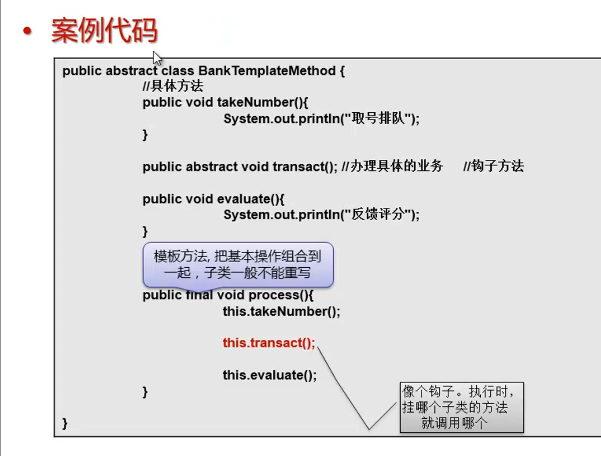 • 案例代码
public abstract class BankTemplateMethod {
//具体方法
public void takeNumber(){
System.out.println("取号排队");
}
public abstract void transact(); //办理具体的业务 //钩子方法
public void evaluate(){
System.out.println("反馈评分");
}
模板方法, 把基本操作组合到
一起，子类一般不能重写
public final void process(){
this.takeNumber();
this.transact();
this.evaluate();
}
像个钩子。执行时，
挂哪个子类的方法
就调用哪个
}